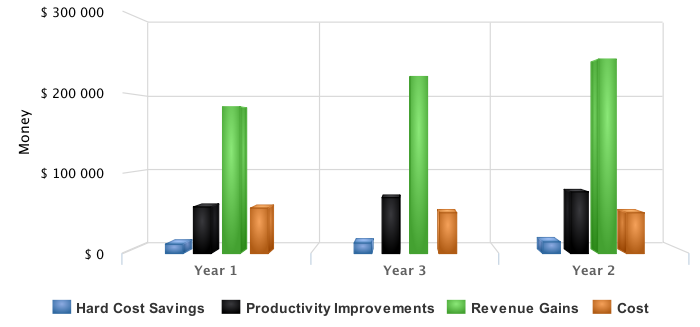 $ 300 000
$ 200 000
$ 100 000
$ 0
Money
Year 1
Year 3
Year 2
Hard Cost Savings
Productivity Improvements
Revenue Gains
Cost